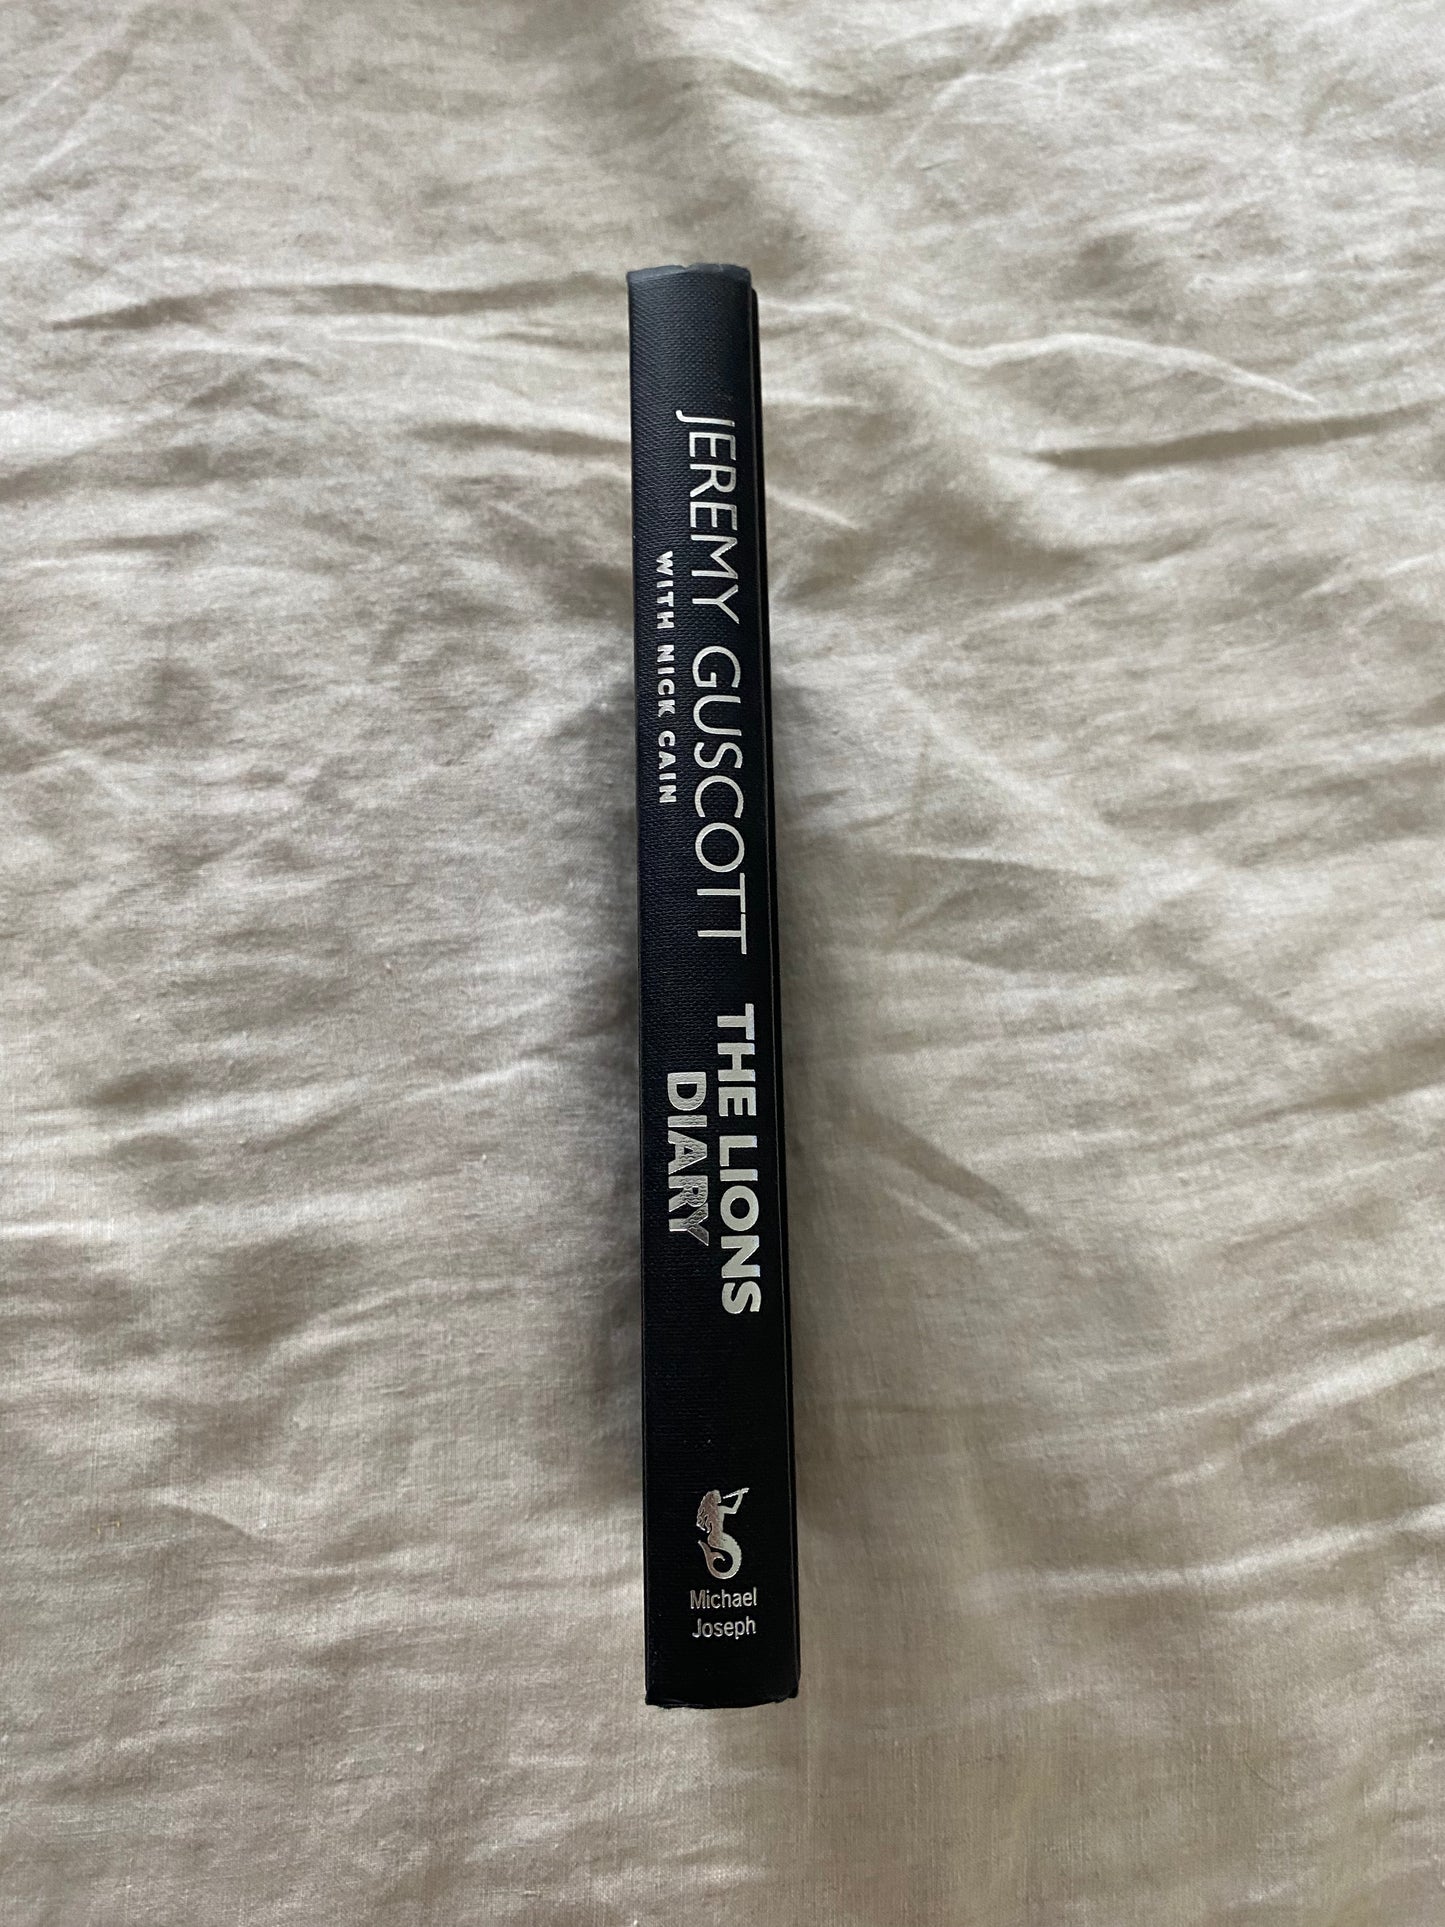 JEREMY GUSCOTT
WITH NICK CAIN
THE LIONS
DIARY
Michael
Joseph